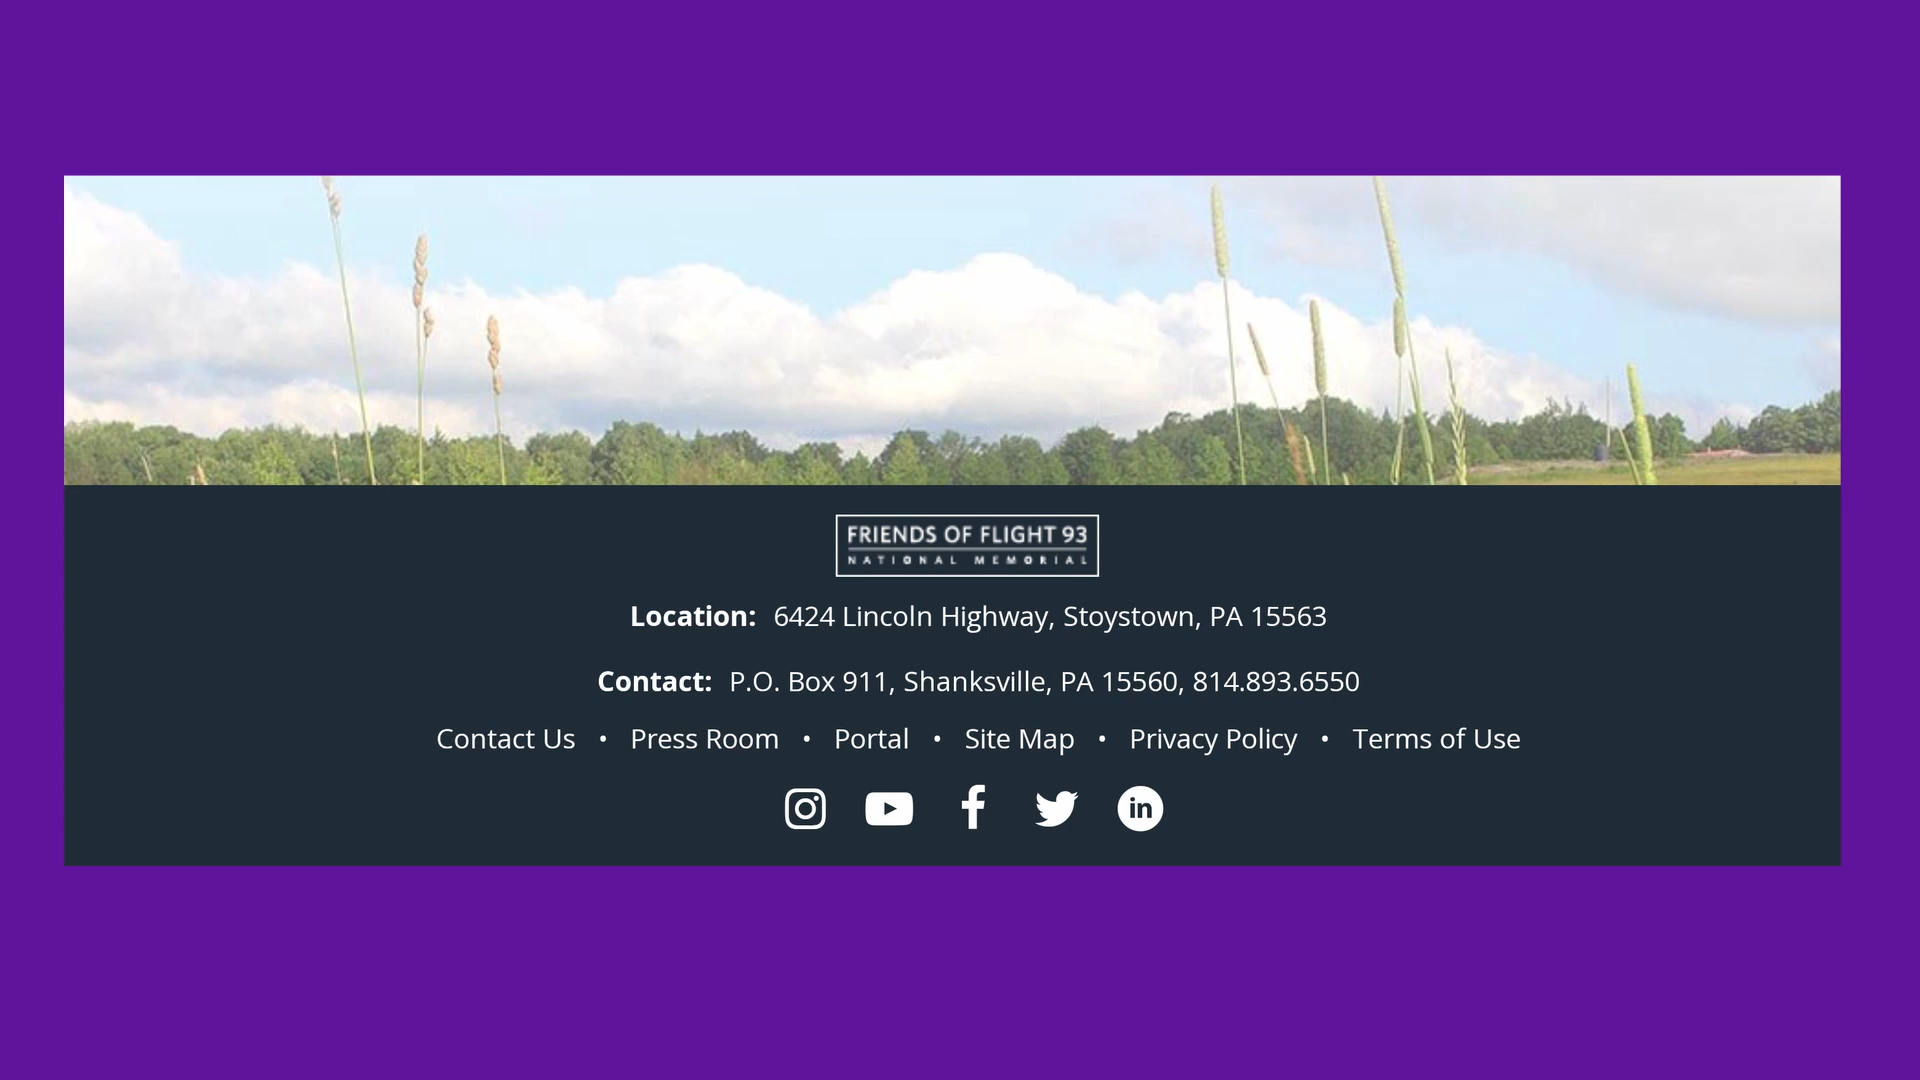 FRIENDS OF FLIGHT 93
NATIONAL MEMORIAL
Location: 6424 Lincoln Highway, Stoystown, PA 15563
Contact: P.O. Box 911, Shanksville, PA 15560, 814.893.6550
Contact Us • Press Room • Portal • Site Map • Privacy Policy • Terms of Use
in